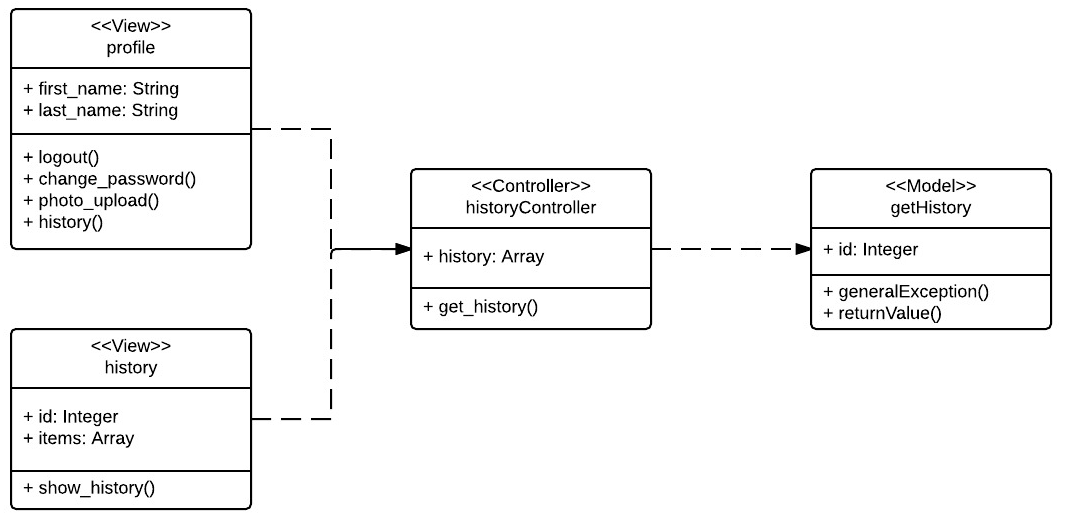 <<View>>
profile
+ first_name: String
+ last_name: String
+ logout()
+ change_password()
+ photo_upload()
+ history()
<<View>>
history
+ id: Integer
+ items: Array
+ show_history()
<<Controller>>
historyController
+ history: Array
+ get_history()
<<Model>>
getHistory
+ id: Integer
+ generalException()
+ returnValue()